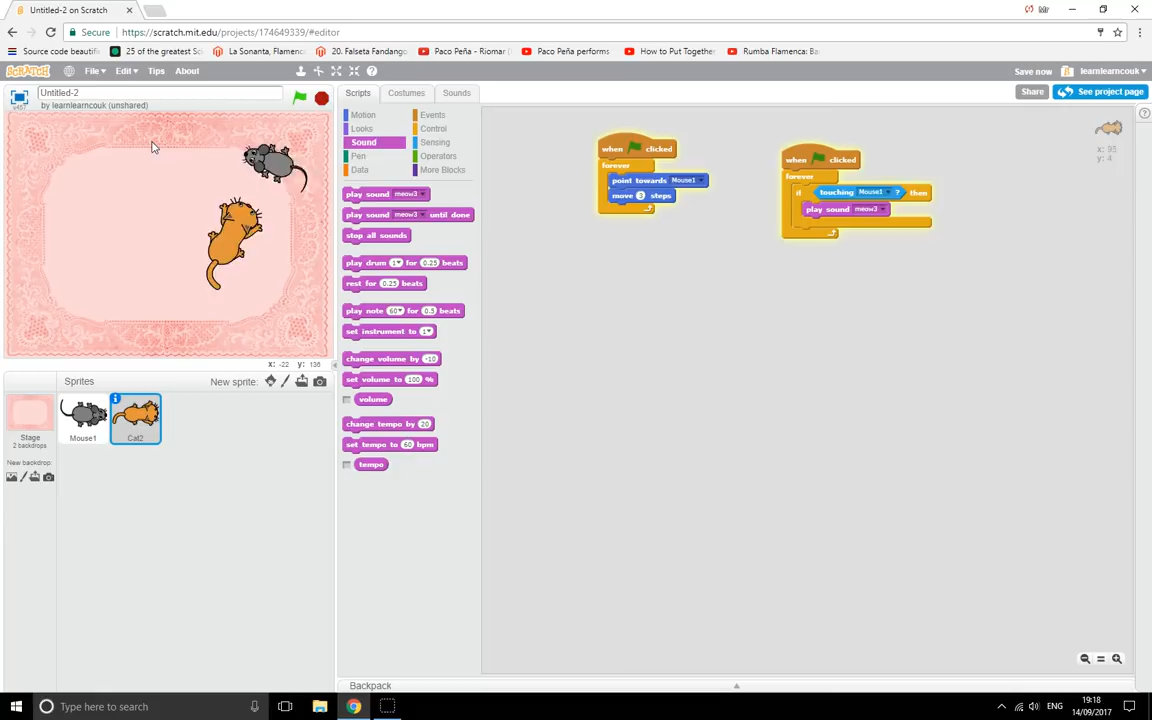 Untitled-2 on Scratch
Mr
Secure https://scratch.mit.edu/projects/174649339/#editor
Source code beautifi
25 of the greatest Sc
La Sonanta, Flamenc
20. Falseta Fandango
Paco Peña - Riomar (
Paco Peña performs
How to Put Together
Rumba Flamenca: Ba
SCRATCH File Edit Tips About Save now learnlearncouk
Untitled-2
by learnlearncouk (unshared)
v457
Scripts Costumes Sounds
Share See project page
Motion Events
Looks Control
Sound Sensing
Pen Operators
Data More Blocks
play sound meow3
play sound meow3 until done
stop all sounds
play drum 1 for 0.25 beats
rest for 0.25 beats
play note 60 for 0.5 beats
set instrument to 1
change volume by -10
set volume to 100 %
volume
change tempo by 20
set tempo to 60 bpm
tempo
when clicked
forever
point towards Mouse1
move 3 steps
when clicked
forever
if touching Mouse1 ? then
play sound meow3
x: 95
y: 4
x: -22 y: 136
Sprites New sprite:
Stage
2 backdrops
New backdrop:
Mouse1
Cat2
Backpack
Type here to search
ENG
19:18
14/09/2017